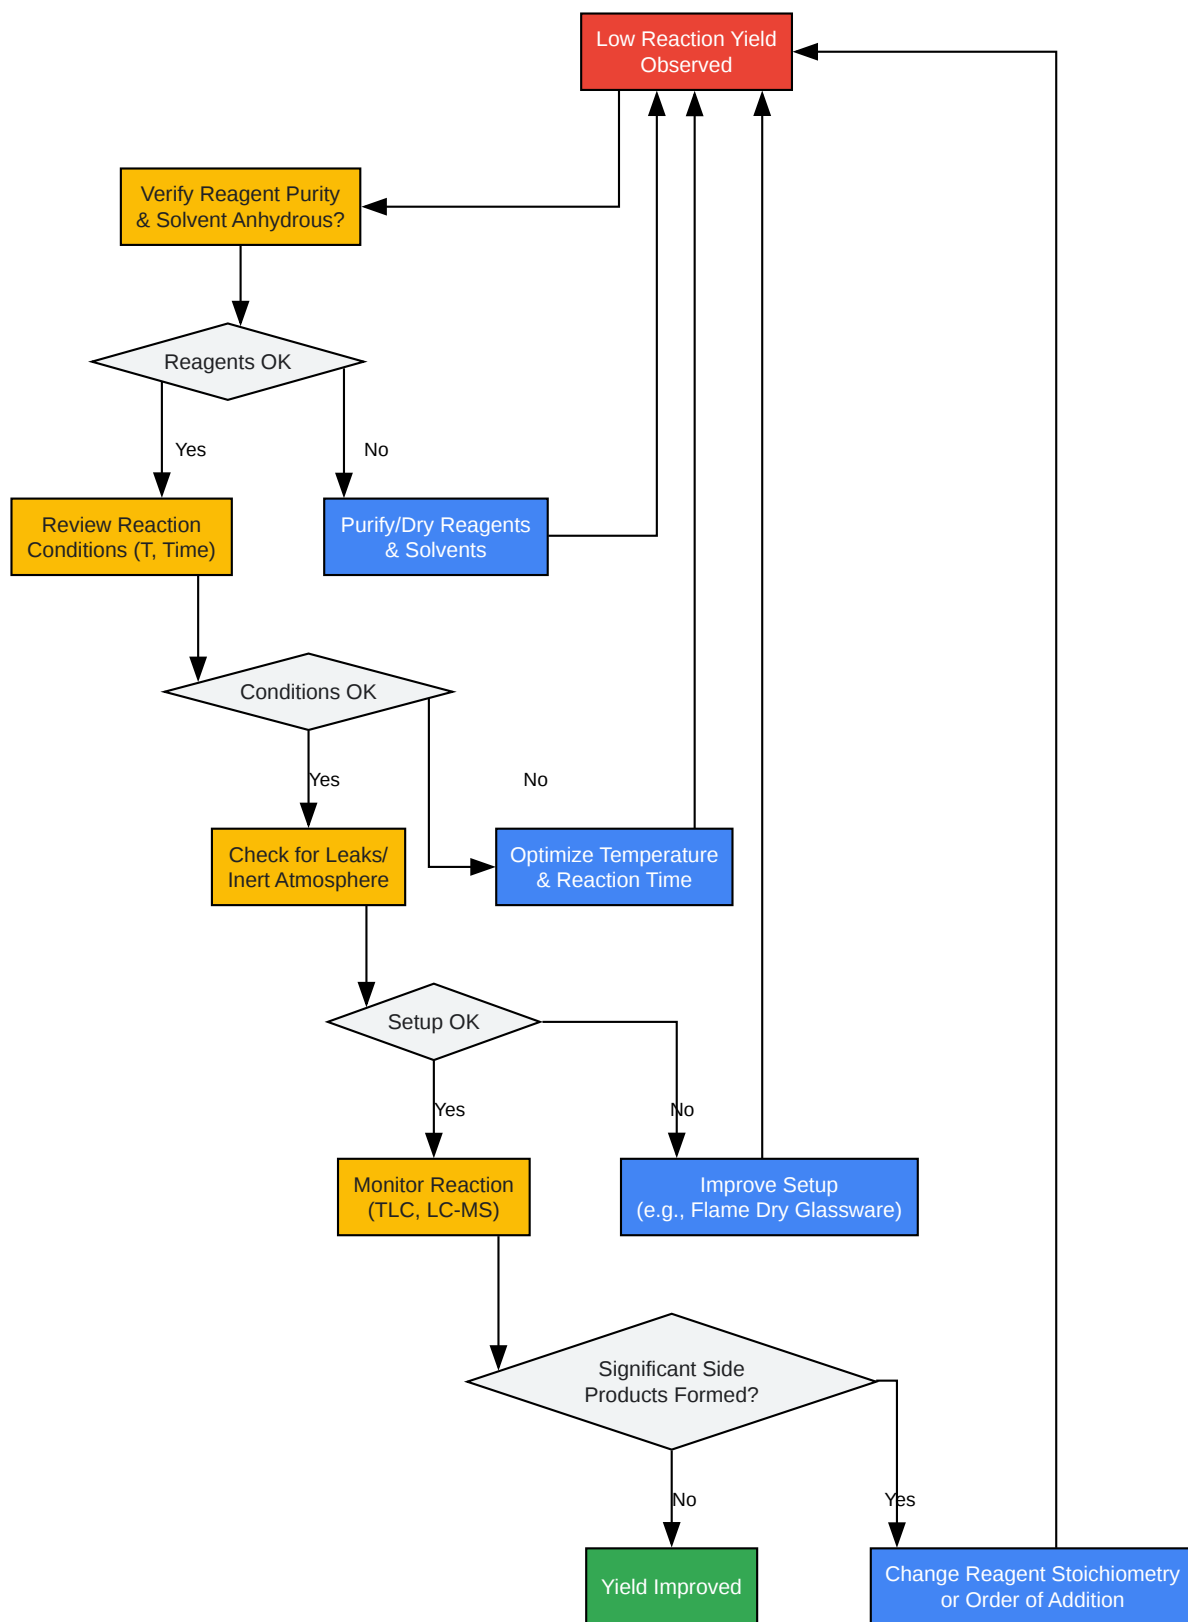 Low Reaction Yield
Observed
Verify Reagent Purity
& Solvent Anhydrous?
Reagents OK
Yes
No
Review Reaction
Conditions (T, Time)
Purify/Dry Reagents
& Solvents
Conditions OK
Yes
No
Check for Leaks/
Inert Atmosphere
Optimize Temperature
& Reaction Time
Setup OK
Yes
No
Monitor Reaction
(TLC, LC-MS)
Improve Setup
(e.g., Flame Dry Glassware)
Significant Side
Products Formed?
No
Yes
Yield Improved
Change Reagent Stoichiometry
or Order of Addition